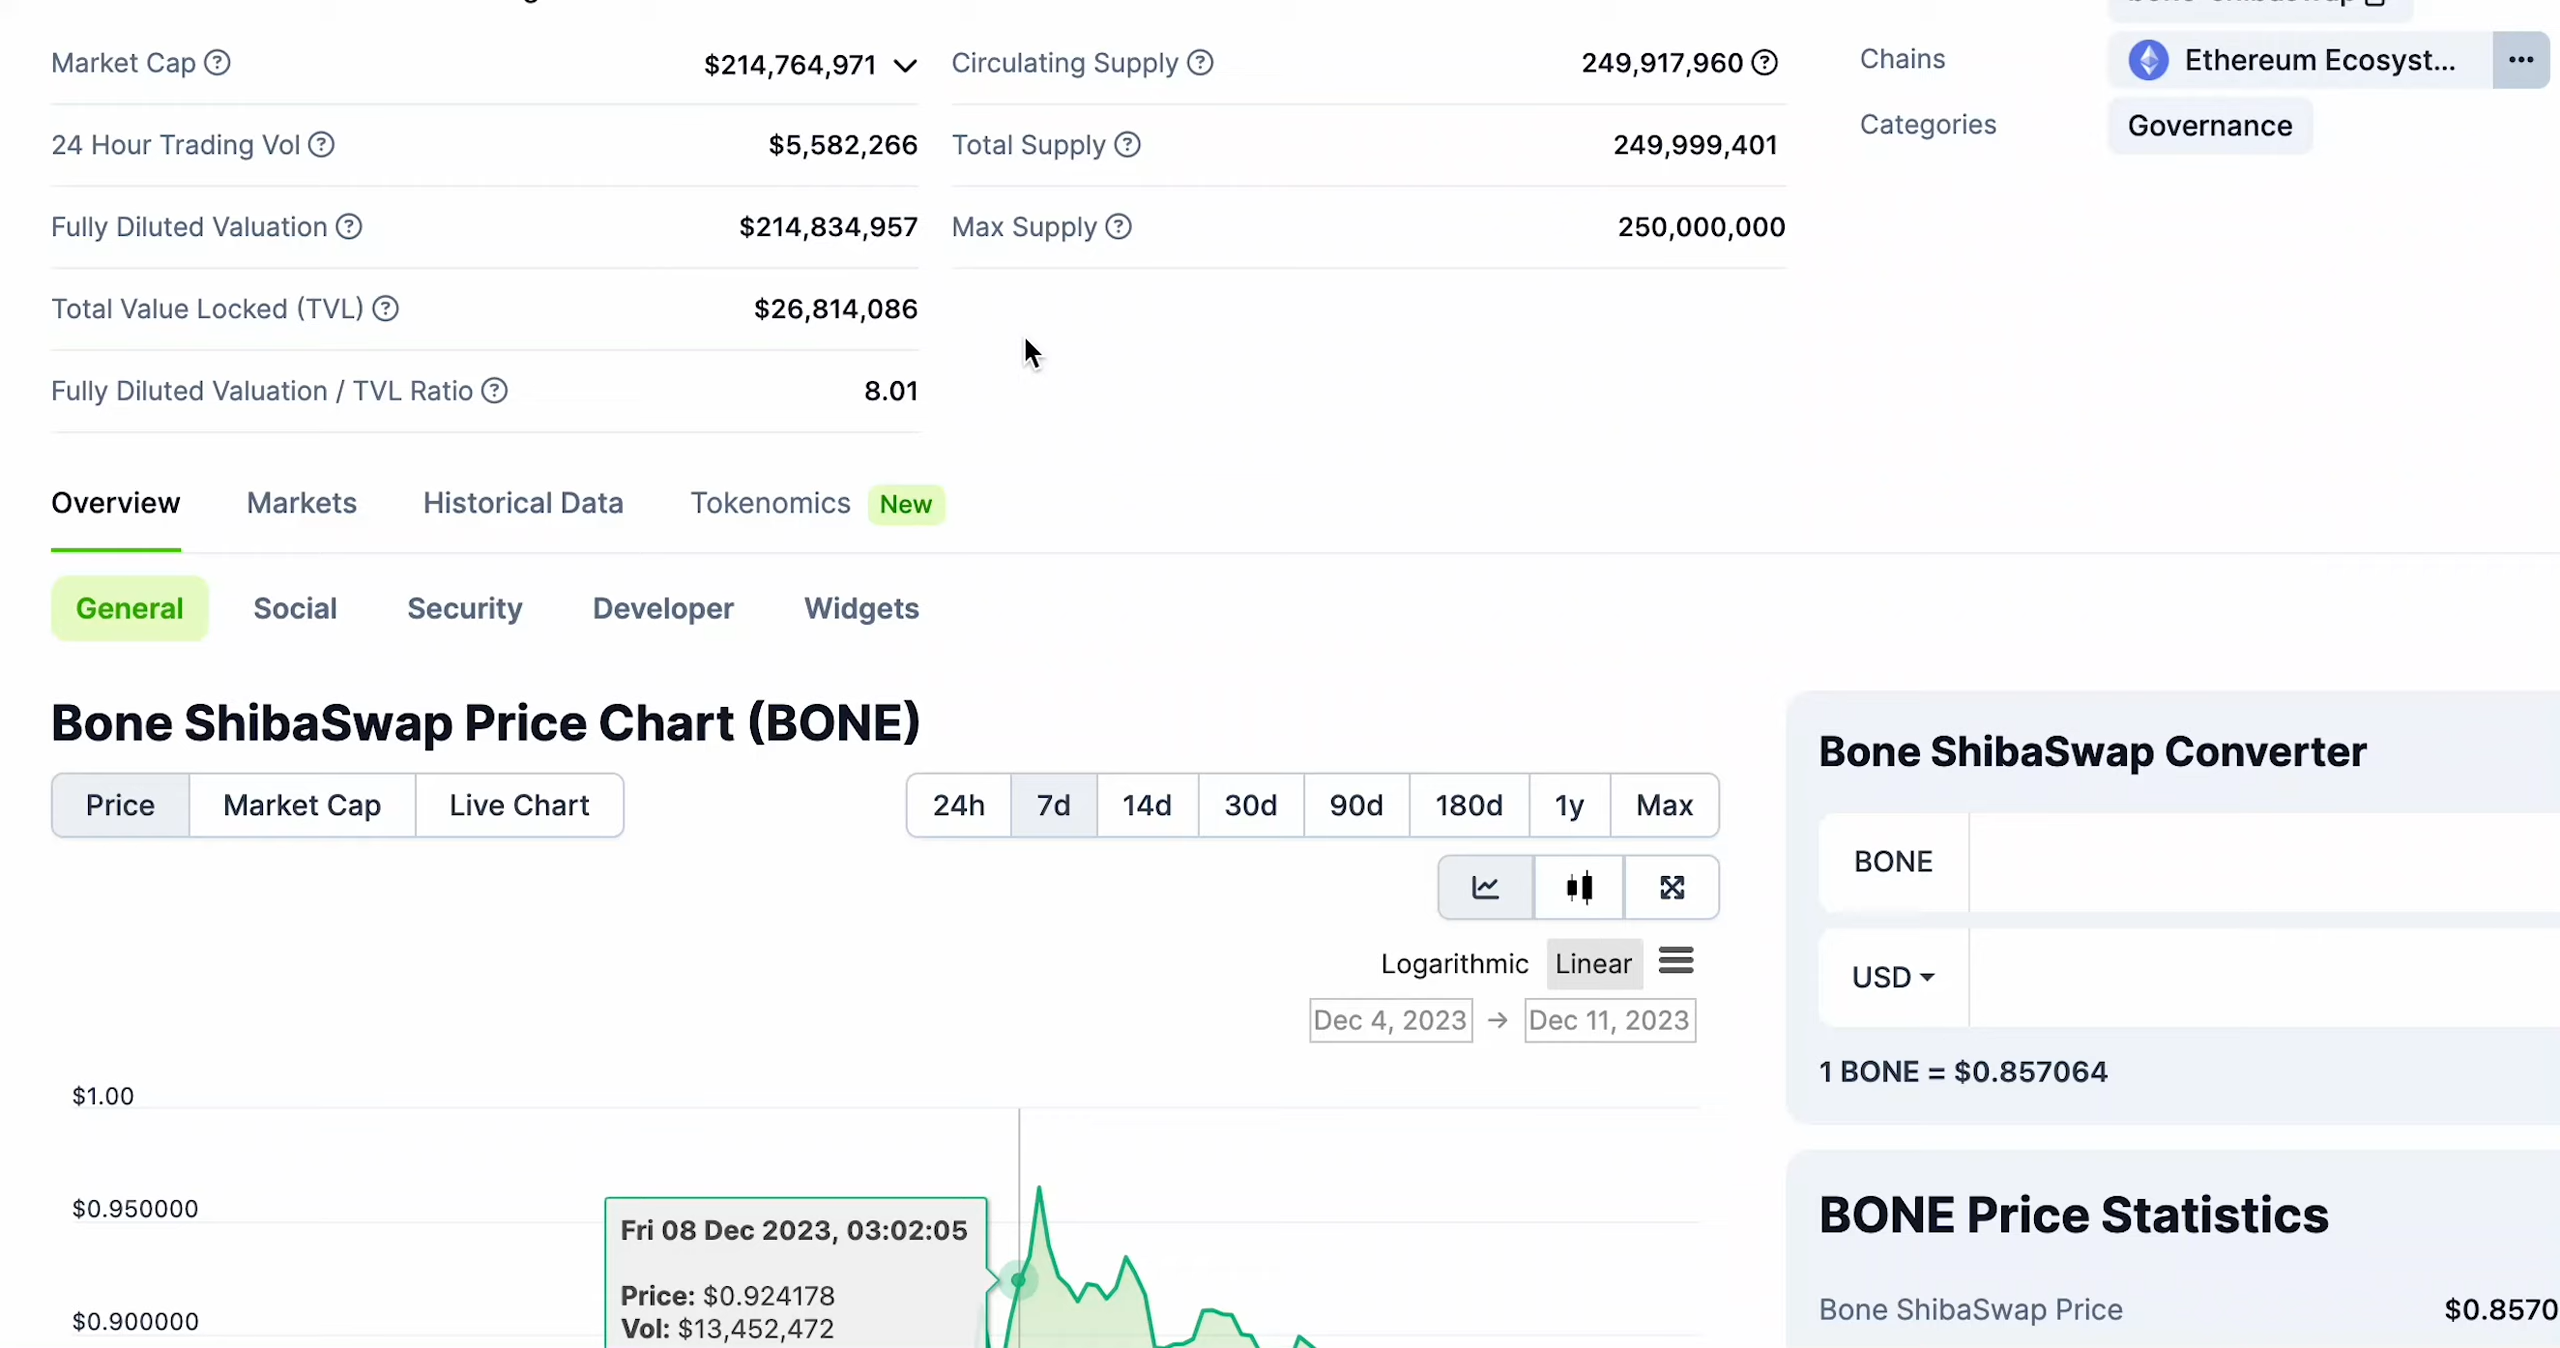 Market Cap $214,764,971
Circulating Supply 249,917,960
Chains Ethereum Ecosyst...
24 Hour Trading Vol $5,582,266
Total Supply 249,999,401
Categories Governance
Fully Diluted Valuation $214,834,957
Max Supply 250,000,000
Total Value Locked (TVL) $26,814,086
Fully Diluted Valuation / TVL Ratio 8.01
Overview Markets Historical Data Tokenomics New
General Social Security Developer Widgets
Bone ShibaSwap Price Chart (BONE)
Price Market Cap Live Chart
24h 7d 14d 30d 90d 180d 1y Max
Logarithmic Linear
Dec 4, 2023 → Dec 11, 2023
$1.00
$0.950000
$0.900000
Fri 08 Dec 2023, 03:02:05
Price: $0.924178
Vol: $13,452,472
Bone ShibaSwap Converter
BONE
USD
1 BONE = $0.857064
BONE Price Statistics
Bone ShibaSwap Price $0.8570